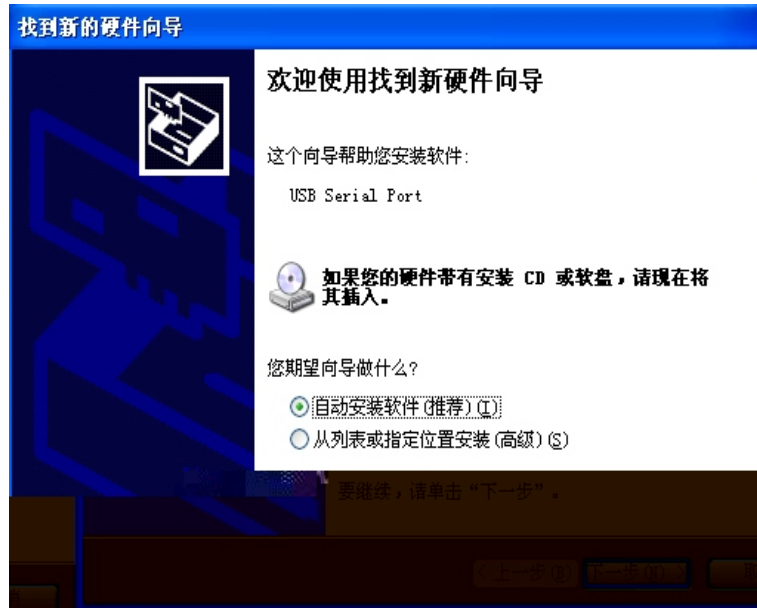 找到新的硬件向导
欢迎使用找到新硬件向导
这个向导帮助您安装软件:
USB Serial Port
如果您的硬件带有安装 CD 或软盘，请现在将
其插入。
您期望向导做什么?
自动安装软件(推荐)(I)
从列表或指定位置安装(高级)(S)
要继续，请单击“下一步”。
<上一步(B) 下一步(N) >